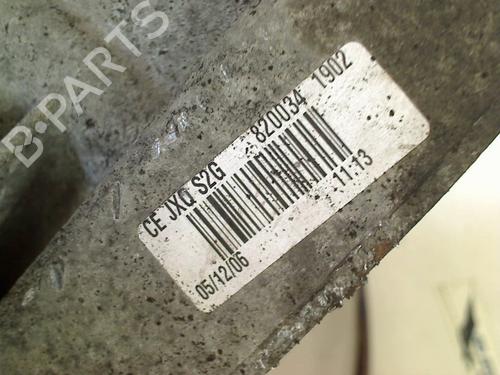 B-PARTS
CE JXQ S2G 820034 1902
05/12/06 11:13